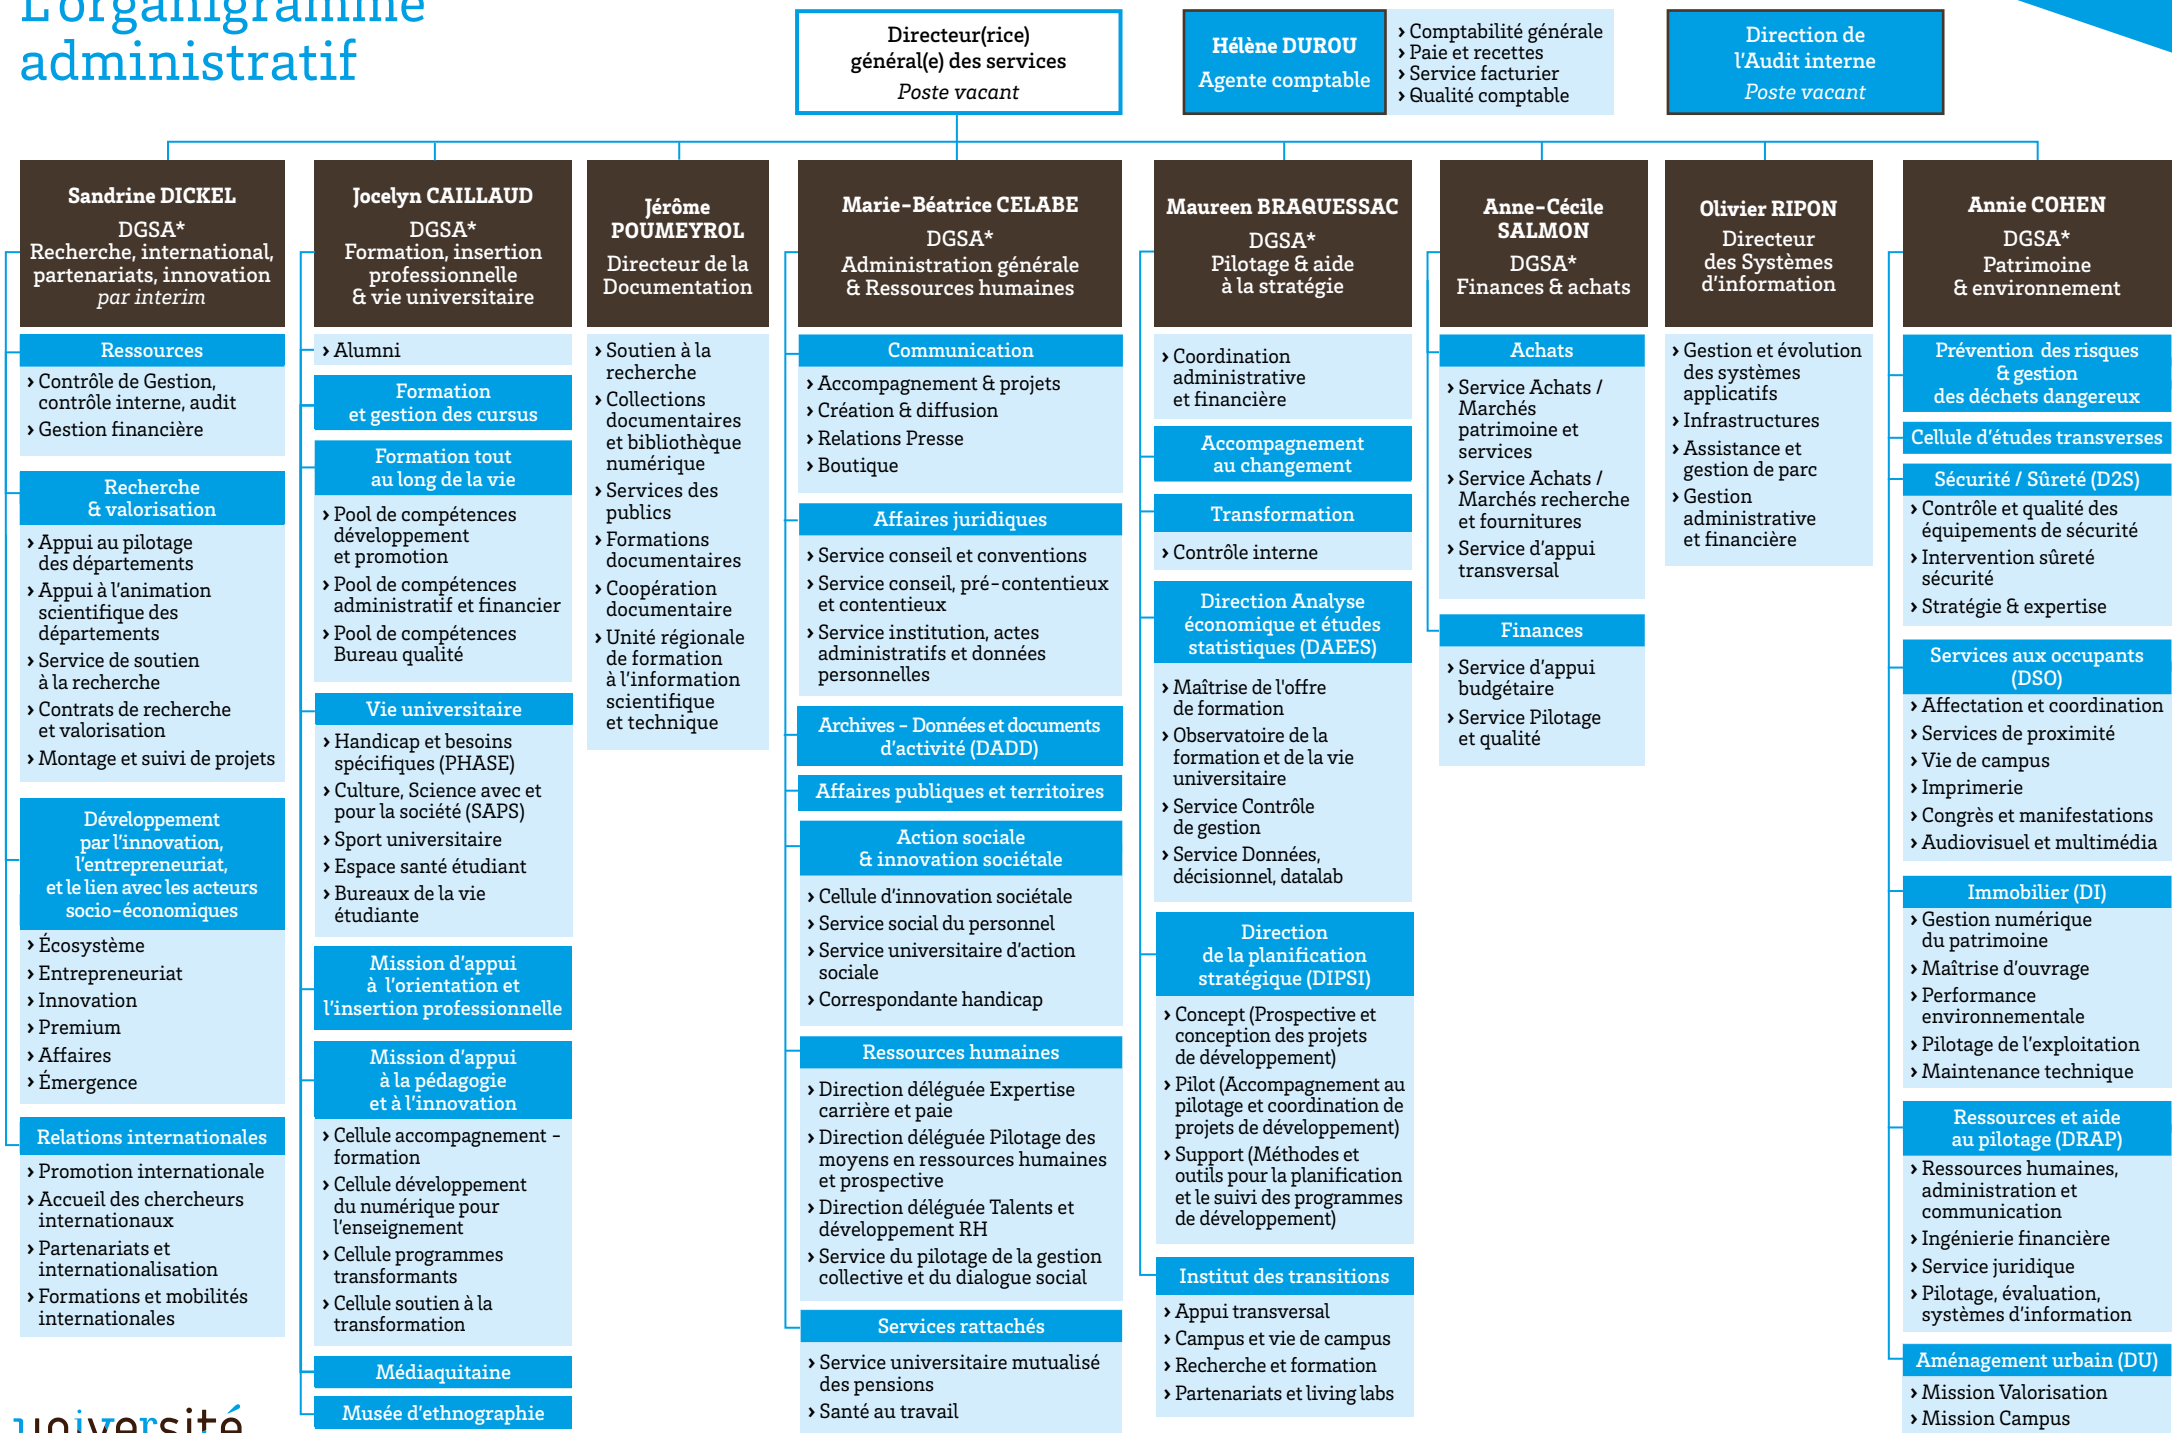 L'organigramme
administratif
Directeur(rice)
général(e) des services
Poste vacant
Hélène DUROU
Agente comptable
› Comptabilité générale
› Paie et recettes
› Service facturier
› Qualité comptable
Direction de
l'Audit interne
Poste vacant
Sandrine DICKEL
DGSA*
Recherche, international,
partenariats, innovation
par interim
Ressources
› Contrôle de Gestion,
contrôle interne, audit
› Gestion financière
Recherche
& valorisation
› Appui au pilotage
des départements
› Appui à l'animation
scientifique des
départements
› Service de soutien
à la recherche
› Contrats de recherche
et valorisation
› Montage et suivi de projets
Développement
par l'innovation,
l'entrepreneuriat,
et le lien avec les acteurs
socio-économiques
› Écosystème
› Entrepreneuriat
› Innovation
› Premium
› Affaires
› Émergence
Relations internationales
› Promotion internationale
› Accueil des chercheurs
internationaux
› Partenariats et
internationalisation
› Formations et mobilités
internationales
Jocelyn CAILLAUD
DGSA*
Formation, insertion
professionnelle
& vie universitaire
› Alumni
Formation
et gestion des cursus
Formation tout
au long de la vie
› Pool de compétences
développement
et promotion
› Pool de compétences
administratif et financier
› Pool de compétences
Bureau qualité
Vie universitaire
› Handicap et besoins
spécifiques (PHASE)
› Culture, Science avec et
pour la société (SAPS)
› Sport universitaire
› Espace santé étudiant
› Bureaux de la vie
étudiante
Mission d'appui
à l'orientation et
l'insertion professionnelle
Mission d'appui
à la pédagogie
et à l'innovation
› Cellule accompagnement -
formation
› Cellule développement
du numérique pour
l'enseignement
› Cellule programmes
transformants
› Cellule soutien à la
transformation
Médiaquitaine
Musée d'ethnographie
Jérôme
POUMEYROL
Directeur de la
Documentation
› Soutien à la
recherche
› Collections
documentaires
et bibliothèque
numérique
› Services des
publics
› Formations
documentaires
› Coopération
documentaire
› Unité régionale
de formation
à l'information
scientifique
et technique
Marie-Béatrice CELABE
DGSA*
Administration générale
& Ressources humaines
Communication
› Accompagnement & projets
› Création & diffusion
› Relations Presse
› Boutique
Affaires juridiques
› Service conseil et conventions
› Service conseil, pré-contentieux
et contentieux
› Service institution, actes
administratifs et données
personnelles
Archives - Données et documents
d'activité (DADD)
Affaires publiques et territoires
Action sociale
& innovation sociétale
› Cellule d'innovation sociétale
› Service social du personnel
› Service universitaire d'action
sociale
› Correspondante handicap
Ressources humaines
› Direction déléguée Expertise
carrière et paie
› Direction déléguée Pilotage des
moyens en ressources humaines
et prospective
› Direction déléguée Talents et
développement RH
› Service du pilotage de la gestion
collective et du dialogue social
Services rattachés
› Service universitaire mutualisé
des pensions
› Santé au travail
Maureen BRAQUESSAC
DGSA*
Pilotage & aide
à la stratégie
› Coordination
administrative
et financière
Accompagnement
au changement
Transformation
› Contrôle interne
Direction Analyse
économique et études
statistiques (DAEES)
› Maîtrise de l'offre
de formation
› Observatoire de la
formation et de la vie
universitaire
› Service Contrôle
de gestion
› Service Données,
décisionnel, datalab
Direction
de la planification
stratégique (DIPSI)
› Concept (Prospective et
conception des projets
de développement)
› Pilot (Accompagnement au
pilotage et coordination de
projets de développement)
› Support (Méthodes et
outils pour la planification
et le suivi des programmes
de développement)
Institut des transitions
› Appui transversal
› Campus et vie de campus
› Recherche et formation
› Partenariats et living labs
Anne-Cécile
SALMON
DGSA*
Finances & achats
Achats
› Service Achats /
Marchés
patrimoine et
services
› Service Achats /
Marchés recherche
et fournitures
› Service d'appui
transversal
Finances
› Service d'appui
budgétaire
› Service Pilotage
et qualité
Olivier RIPON
Directeur
des Systèmes
d'information
› Gestion et évolution
des systèmes
applicatifs
› Infrastructures
› Assistance et
gestion de parc
› Gestion
administrative
et financière
Annie COHEN
DGSA*
Patrimoine
& environnement
Prévention des risques
& gestion
des déchets dangereux
Cellule d'études transverses
Sécurité / Sûreté (D2S)
› Contrôle et qualité des
équipements de sécurité
› Intervention sûreté
sécurité
› Stratégie & expertise
Services aux occupants
(DSO)
› Affectation et coordination
› Services de proximité
› Vie de campus
› Imprimerie
› Congrès et manifestations
› Audiovisuel et multimédia
Immobilier (DI)
› Gestion numérique
du patrimoine
› Maîtrise d'ouvrage
› Performance
environnementale
› Pilotage de l'exploitation
› Maintenance technique
Ressources et aide
au pilotage (DRAP)
› Ressources humaines,
administration et
communication
› Ingénierie financière
› Service juridique
› Pilotage, évaluation,
systèmes d'information
Aménagement urbain (DU)
› Mission Valorisation
› Mission Campus
université